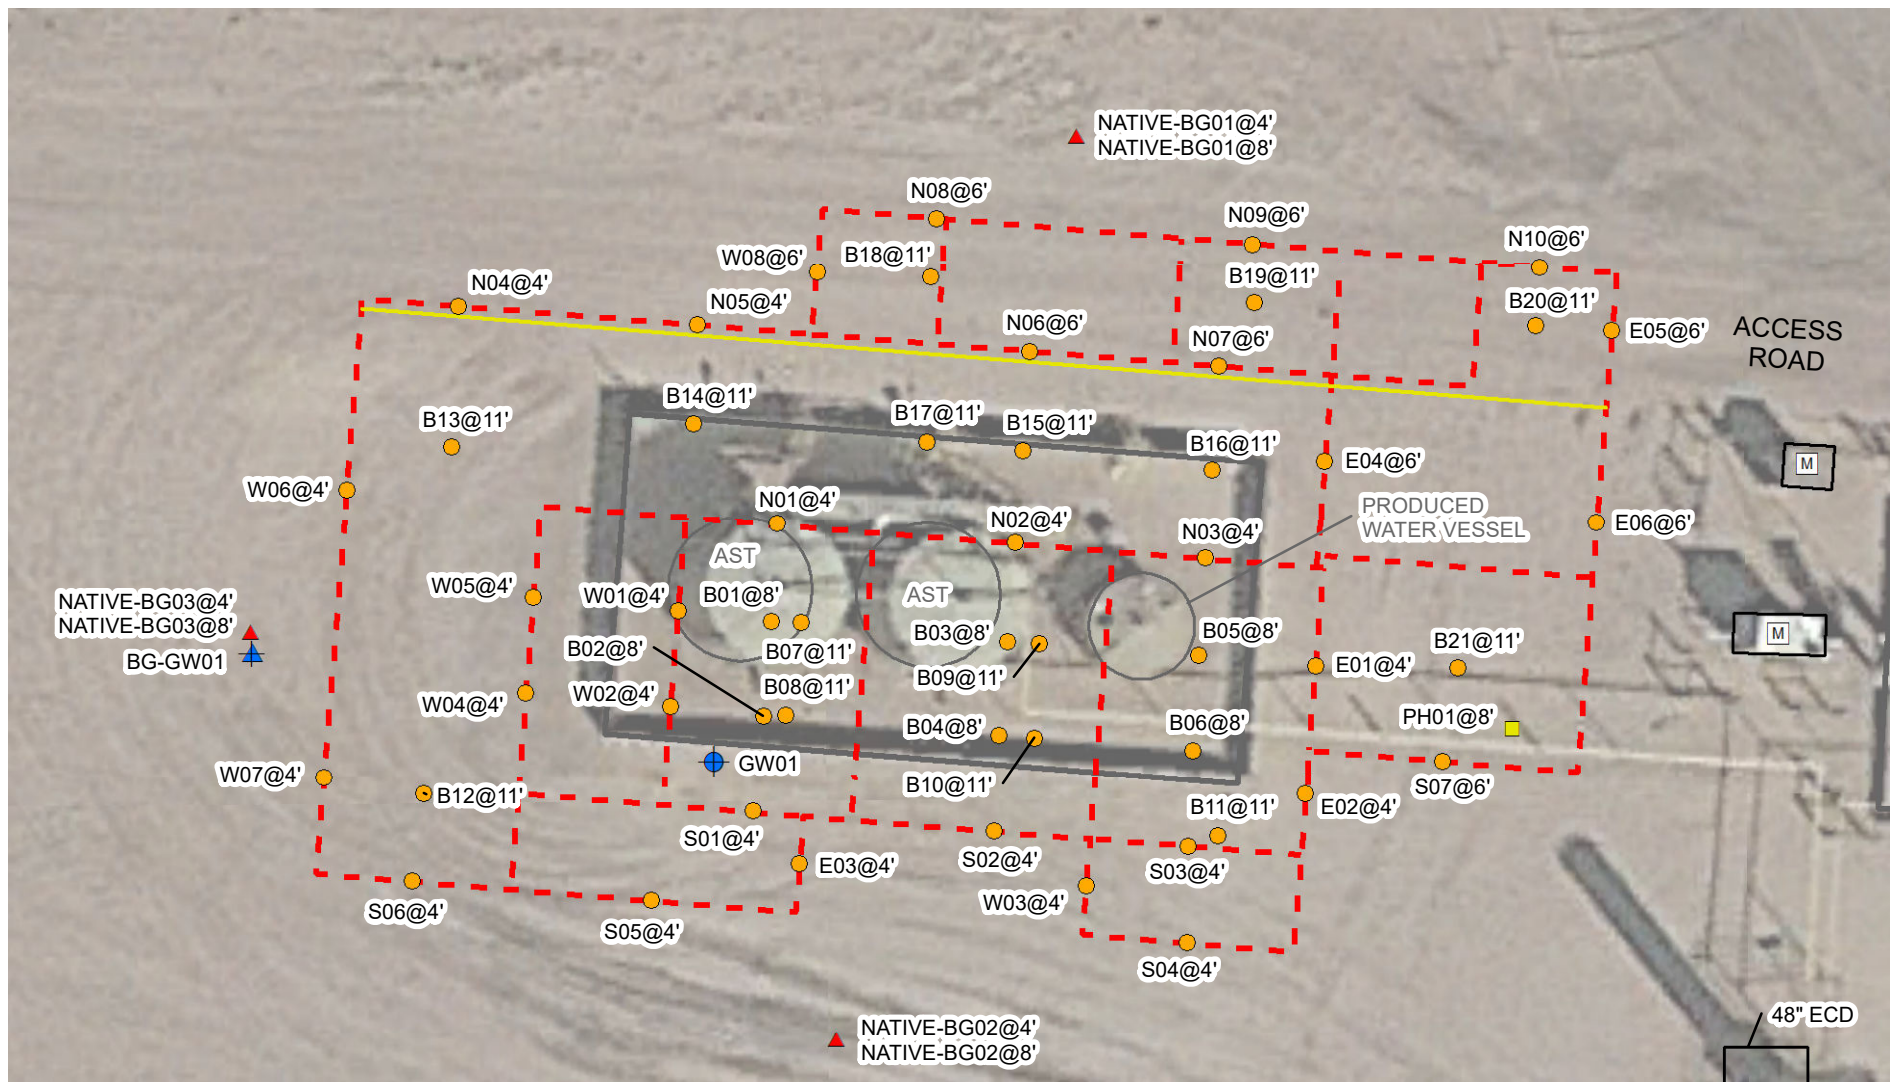 NATIVE-BG01@4'
NATIVE-BG01@8'
N08@6'
N09@6'
N10@6'
W08@6'
B18@11'
B19@11'
N04@4'
N05@4'
N06@6'
N07@6'
B20@11'
E05@6'
ACCESS
ROAD
B13@11'
B14@11'
B17@11'
B15@11'
B16@11'
E04@6'
M
W06@4'
N01@4'
N02@4'
N03@4'
PRODUCED
WATER VESSEL
E06@6'
AST
AST
W05@4'
W01@4'
B01@8'
NATIVE-BG03@4'
NATIVE-BG03@8'
BG-GW01
B02@8'
B07@11'
B03@8'
B05@8'
M
B09@11'
E01@4'
B21@11'
W04@4'
W02@4'
B08@11'
B04@8'
B06@8'
PH01@8'
GW01
W07@4'
B12@11'
B10@11'
S07@6'
S01@4'
B11@11'
E02@4'
E03@4'
S02@4'
S03@4'
W03@4'
S06@4'
S05@4'
S04@4'
NATIVE-BG02@4'
NATIVE-BG02@8'
48" ECD